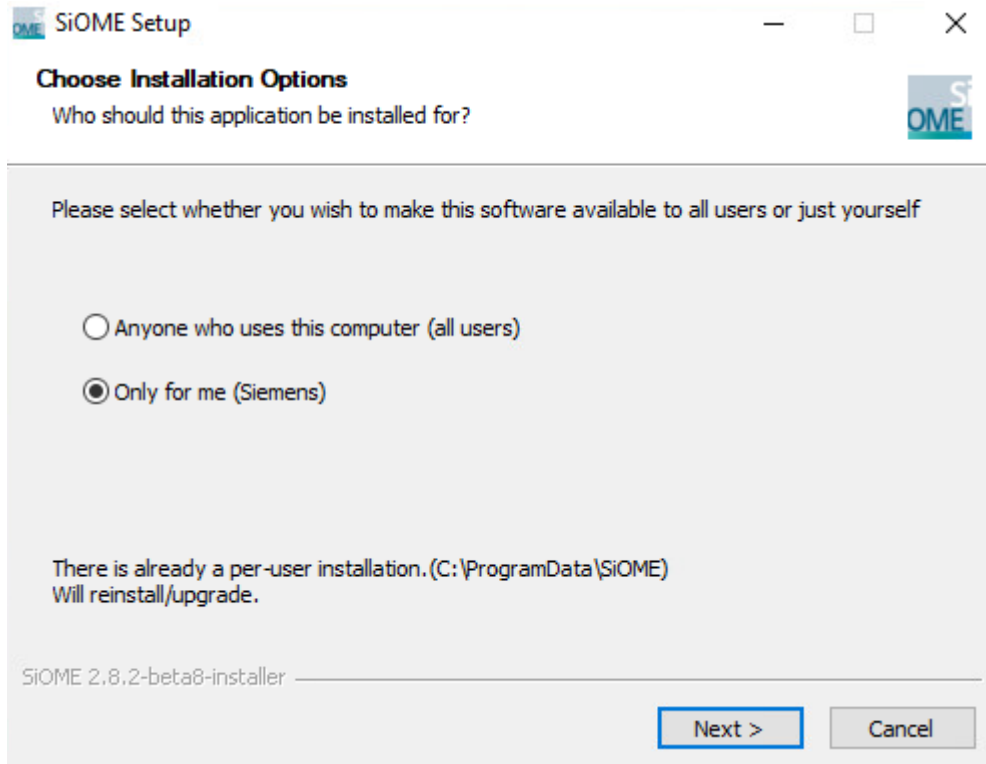 OME SiOME Setup
Choose Installation Options
Who should this application be installed for?
Si
OME
Please select whether you wish to make this software available to all users or just yourself
Anyone who uses this computer (all users)
Only for me (Siemens)
There is already a per-user installation.(C:\ProgramData\SiOME)
Will reinstall/upgrade.
SiOME 2.8.2-beta8-installer
Next > Cancel